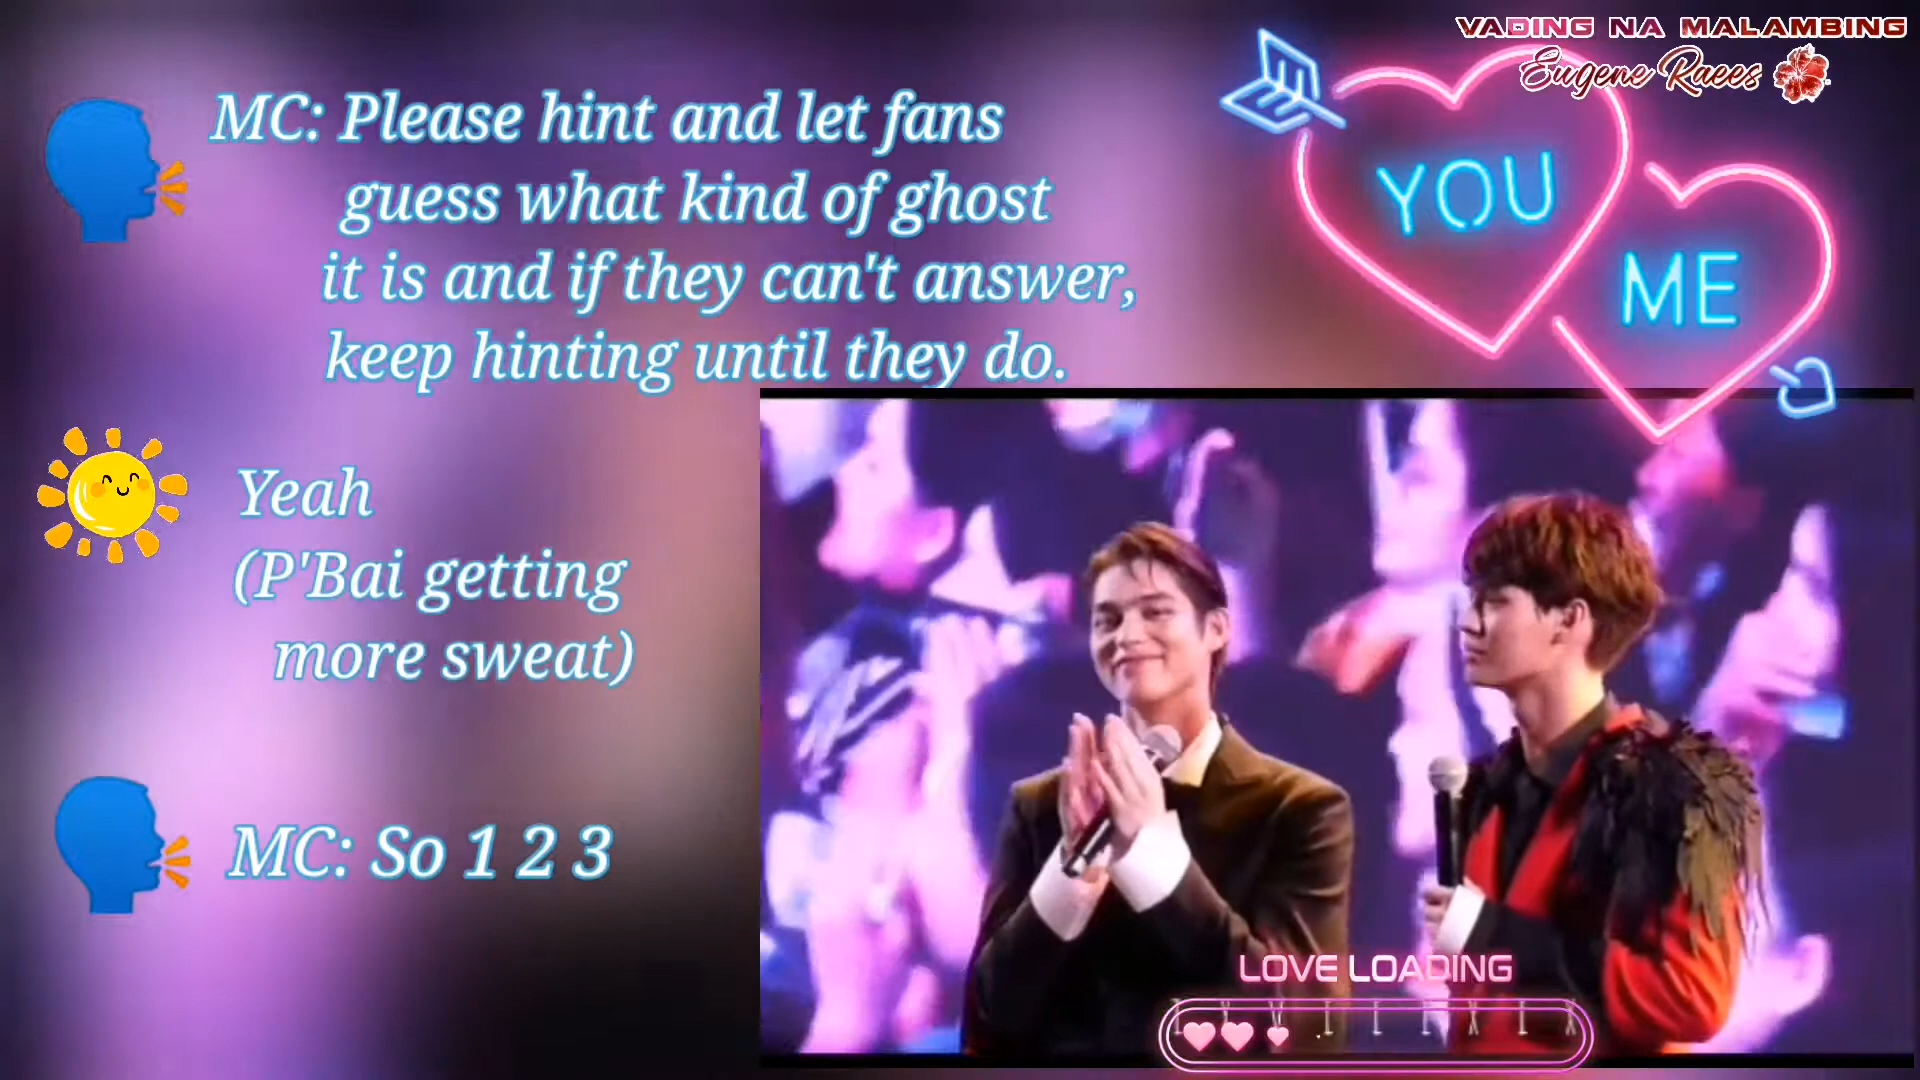 VADING NA MALAMBING
Eugene Raees
MC: Please hint and let fans
guess what kind of ghost
it is and if they can't answer,
keep hinting until they do.
YOU
ME
Yeah
(P'Bai getting
more sweat)
MC: So 1 2 3
LOVE LOADING